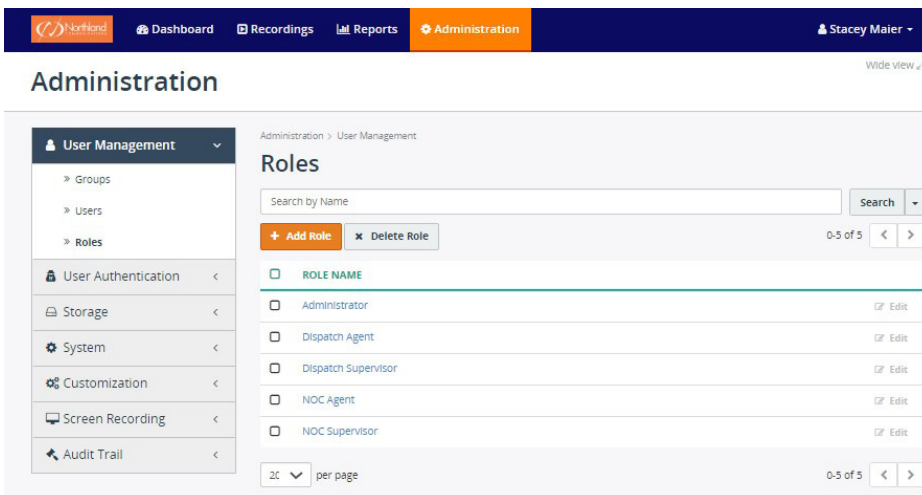 Northland Dashboard Recordings Reports Administration Stacey Maier
Administration
Wide view
User Management
» Groups
» Users
» Roles
User Authentication
Storage
System
Customization
Screen Recording
Audit Trail
Administration > User Management
Roles
Search by Name Search
+ Add Role × Delete Role 0-5 of 5 < >
ROLE NAME
Administrator Edit
Dispatch Agent Edit
Dispatch Supervisor Edit
NOC Agent Edit
NOC Supervisor Edit
per page 0-5 of 5 < >